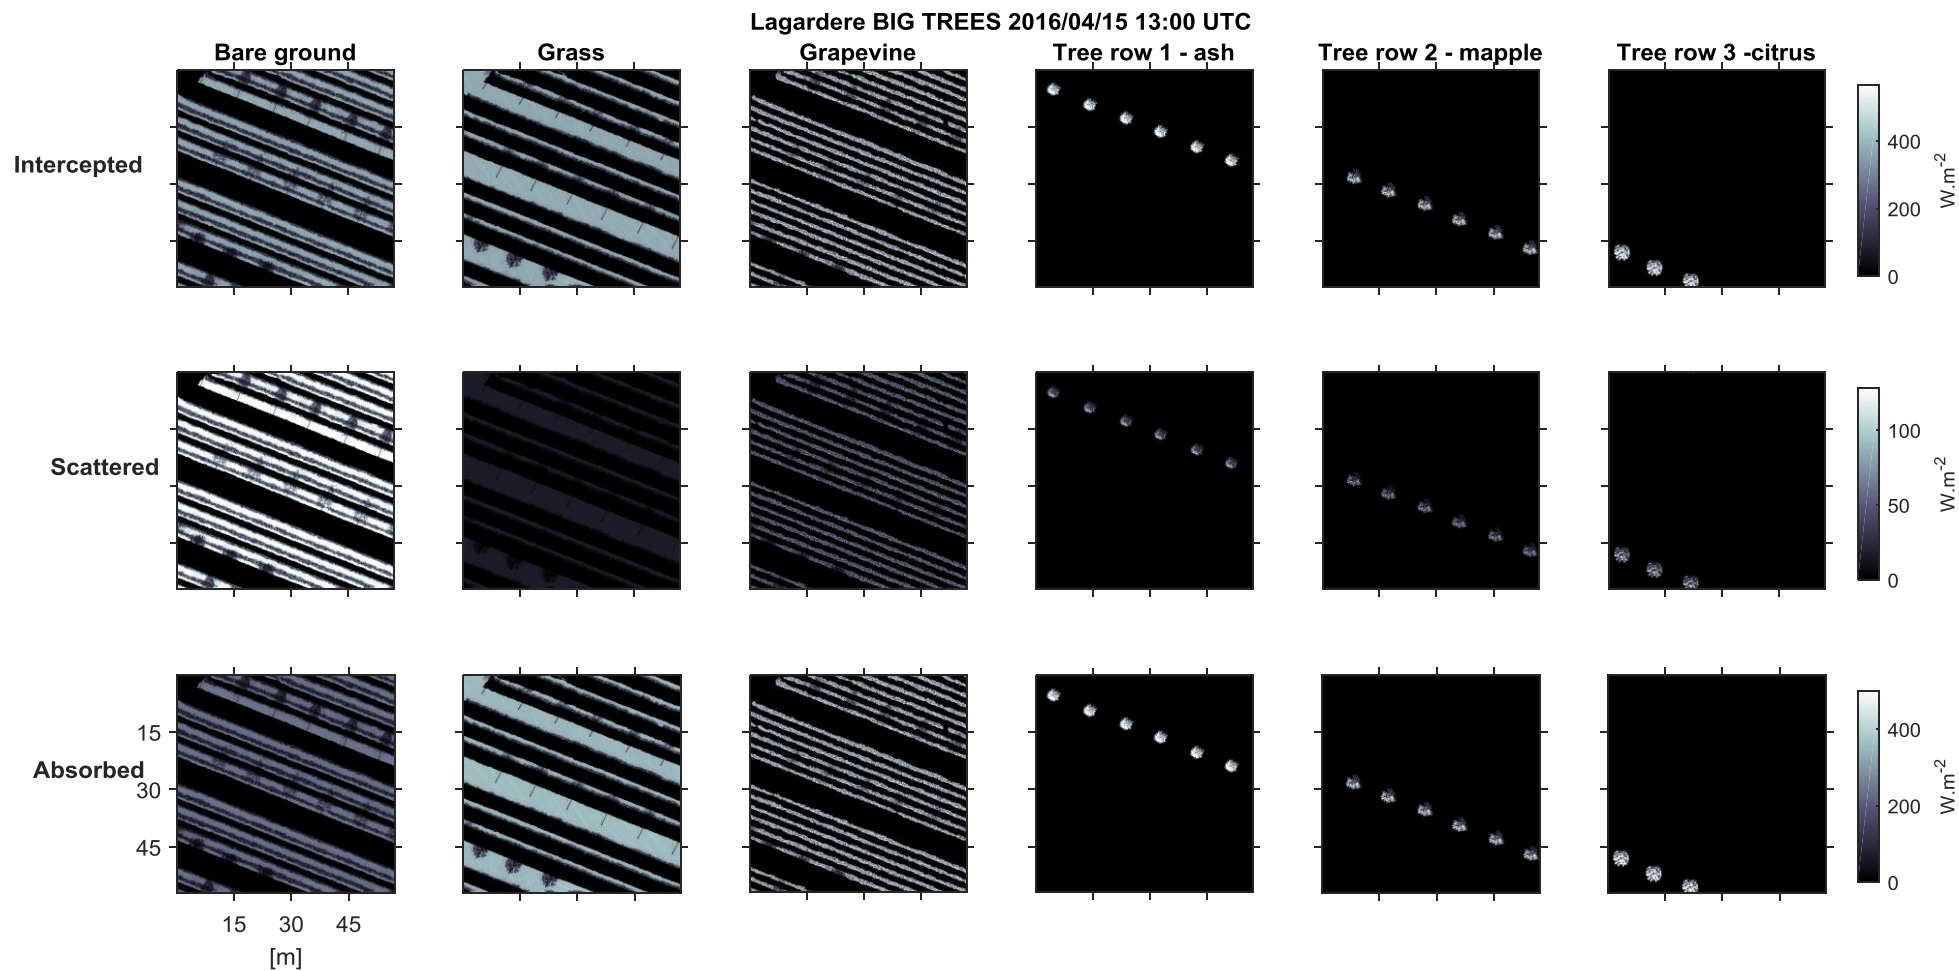 Lagardere BIG TREES 2016/04/15 13:00 UTC
Bare ground Grass Grapevine Tree row 1 - ash Tree row 2 - mapple Tree row 3 -citrus
Intercepted
400
200
0
W.m-2
Scattered
100
50
0
W.m-2
Absorbed
15
30
45
400
200
0
W.m-2
15 30 45
[m]